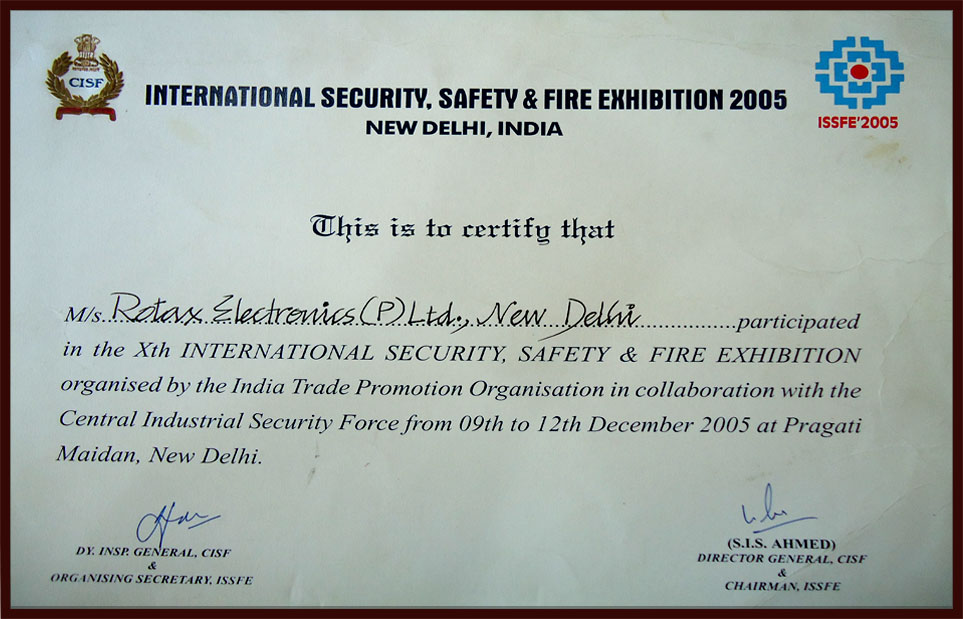 CISF
INTERNATIONAL SECURITY, SAFETY & FIRE EXHIBITION 2005
NEW DELHI, INDIA
ISSFE'2005
This is to certify that
M/s. Rotax Electronics (P) Ltd., New Delhi participated
in the Xth INTERNATIONAL SECURITY, SAFETY & FIRE EXHIBITION
organised by the India Trade Promotion Organisation in collaboration with the
Central Industrial Security Force from 09th to 12th December 2005 at Pragati
Maidan, New Delhi.
DY. INSP. GENERAL, CISF
&
ORGANISING SECRETARY, ISSFE
(S.I.S. AHMED)
DIRECTOR GENERAL, CISF
&
CHAIRMAN, ISSFE